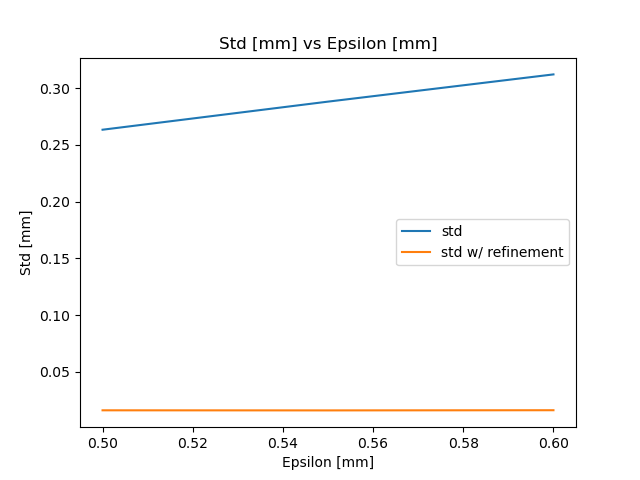 Std [mm] vs Epsilon [mm]
Std [mm]
0.30
0.25
0.20
0.15
0.10
0.05
std
std w/ refinement
0.50 0.52 0.54 0.56 0.58 0.60
Epsilon [mm]